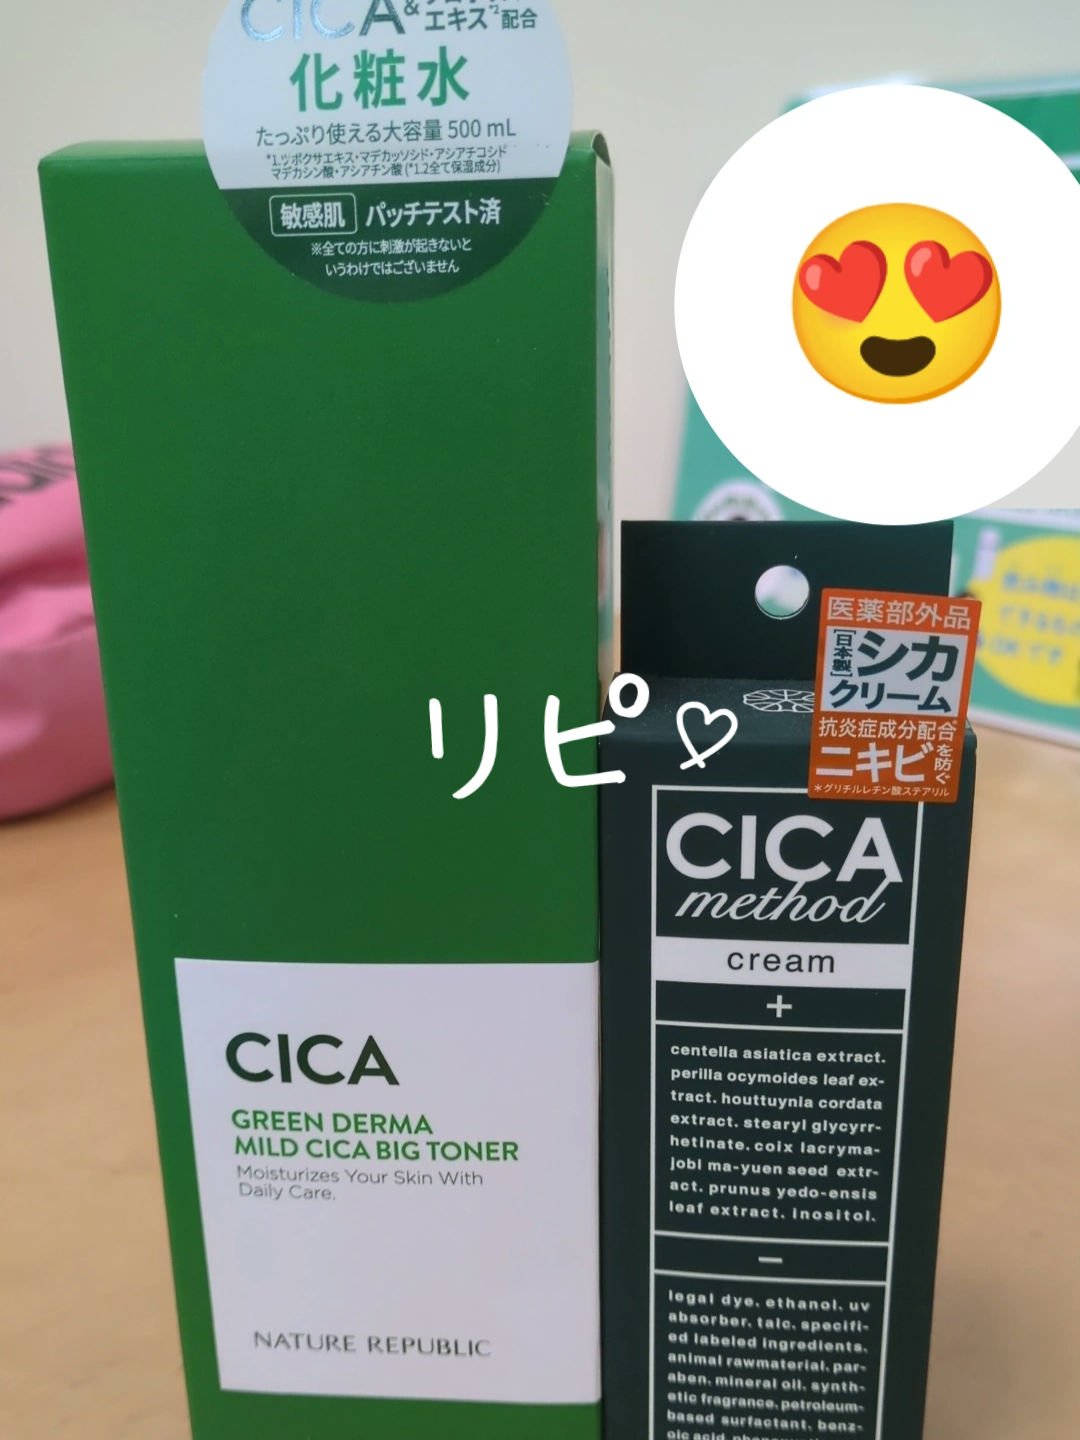 CICA&
エキス*2配合
化粧水
たっぷり使える大容量 500 mL
*1.ツボクサエキス・マデカッソシド・アシアチコシド
マデカシン酸・アシアチン酸 (*1.2全て保湿成分)
敏感肌 パッチテスト済
※全ての方に刺激が起きないと
いうわけではございません
リピ♡
CICA
GREEN DERMA
MILD CICA BIG TONER
Moisturizes Your Skin With
Daily Care.
NATURE REPUBLIC
医薬部外品
[日本製]シカ
クリーム
抗炎症成分配合*
ニキビを防ぐ
*グリチルレチン酸ステアリル
CICA
method
cream
+
centella asiatica extract.
perilla ocymoides leaf ex-
tract. houttuynia cordata
extract. stearyl glycyrr-
hetinate. coix lacryma-
jobi ma-yuen seed extr-
act. prunus yedo-ensis
leaf extract. inositol.
−
legal dye. ethanol. uv
absorber. talc. specifi-
ed labeled ingredients.
animal rawmaterial. par-
aben. mineral oil. synth-
etic fragrance. petroleum-
based surfactant. benz-
oic acid.